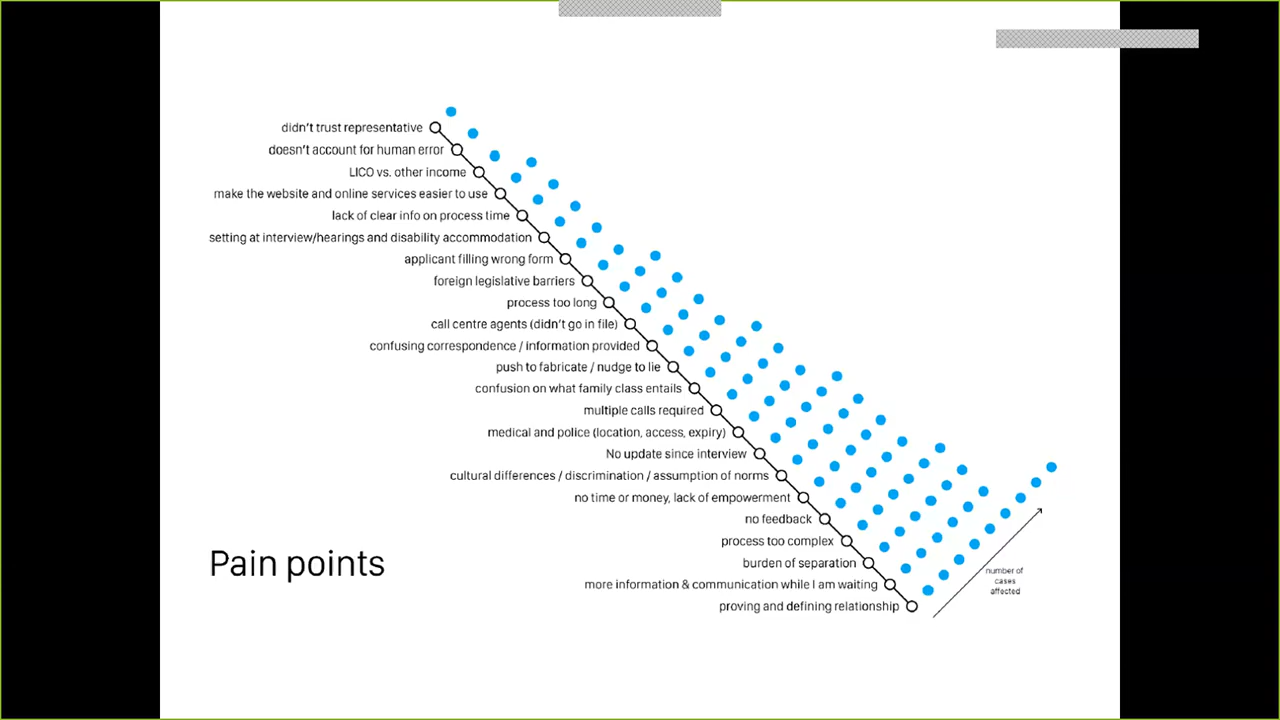 didn't trust representative
doesn't account for human error
LICO vs. other income
make the website and online services easier to use
lack of clear info on process time
setting at interview/hearings and disability accommodation
applicant filling wrong form
foreign legislative barriers
process too long
call centre agents (didn't go in file)
confusing correspondence / information provided
push to fabricate / nudge to lie
confusion on what family class entails
multiple calls required
medical and police (location, access, expiry)
No update since interview
cultural differences / discrimination / assumption of norms
no time or money, lack of empowerment
no feedback
process too complex
burden of separation
more information & communication while I am waiting
proving and defining relationship
Pain points
number of
cases
affected